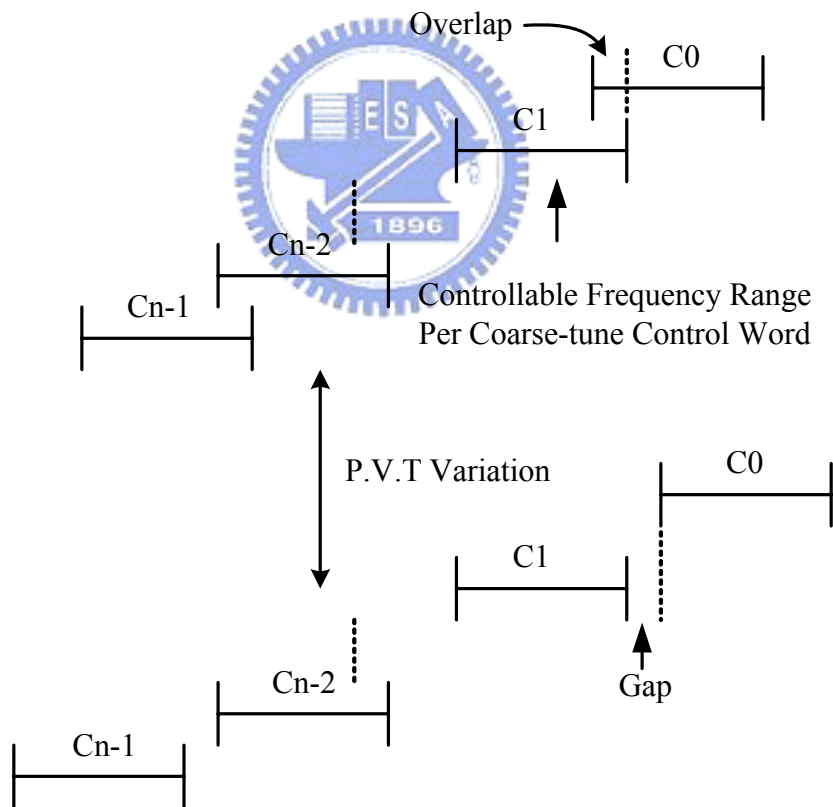 Overlap
C0
C1
E S A
1896
Cn-2
Controllable Frequency Range
Per Coarse-tune Control Word
Cn-1
P.V.T Variation
C0
C1
Gap
Cn-2
Cn-1